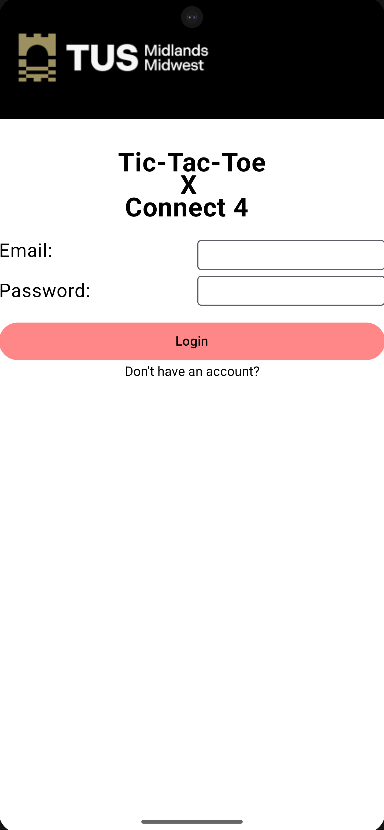 TUS Midlands
Midwest
Tic-Tac-Toe
X
Connect 4
Email:
Password:
Login
Don't have an account?